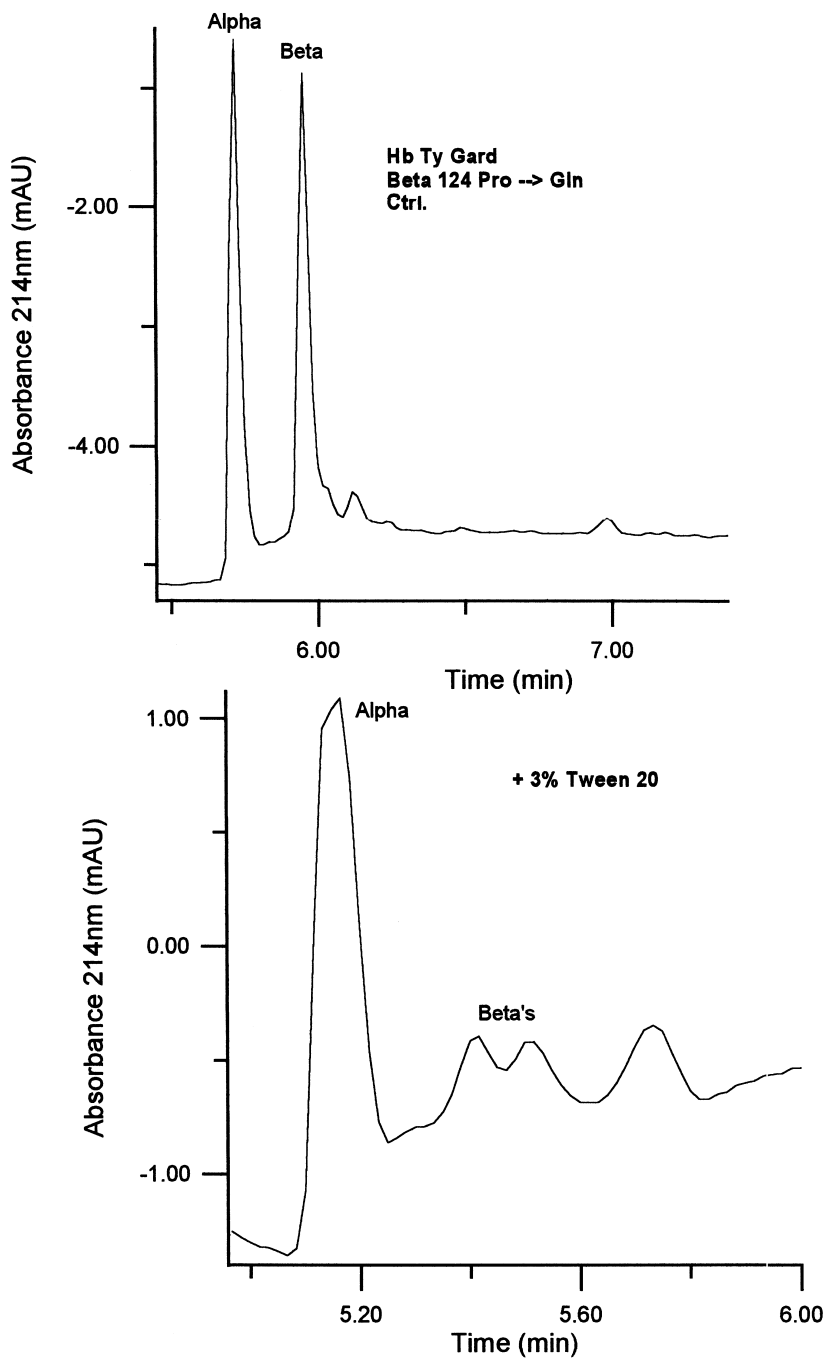 Alpha
Beta
Hb Ty Gard
Beta 124 Pro --> Gln
Ctrl.
Absorbance 214nm (mAU)
-2.00
-4.00
6.00
7.00
Time (min)
1.00
Alpha
+ 3% Tween 20
Absorbance 214nm (mAU)
0.00
Beta's
-1.00
5.20
5.60
6.00
Time (min)